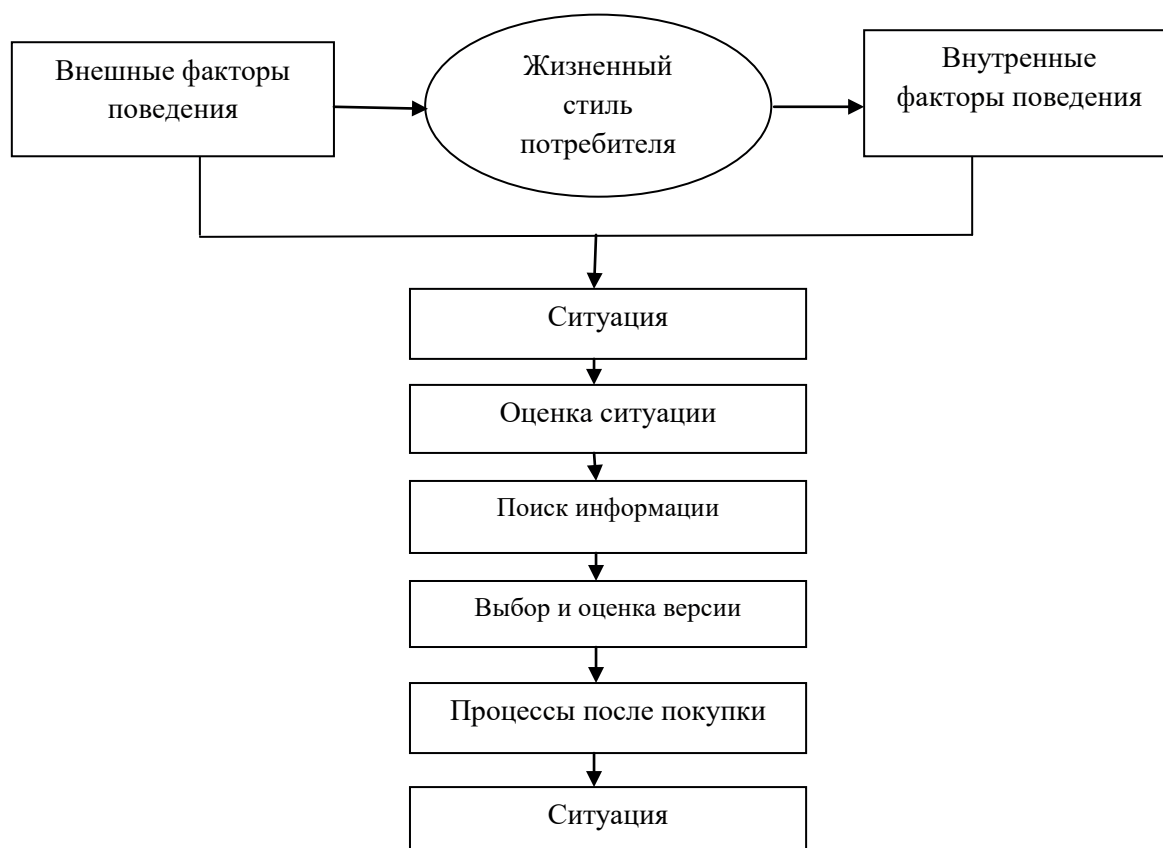 Внешные факторы
поведения
Жизненный
стиль
потребителя
Внутренные
факторы поведения
Ситуация
Оценка ситуации
Поиск информации
Выбор и оценка версии
Процессы после покупки
Ситуация